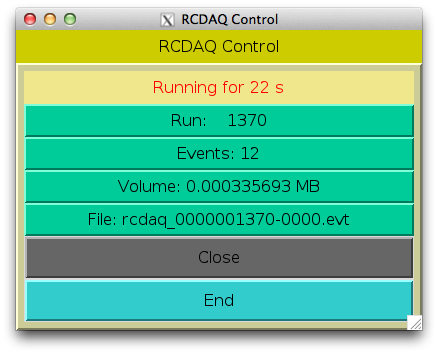 RCDAQ Control
RCDAQ Control
Running for 22 s
Run: 1370
Events: 12
Volume: 0.000335693 MB
File: rcdaq_0000001370-0000.evt
Close
End